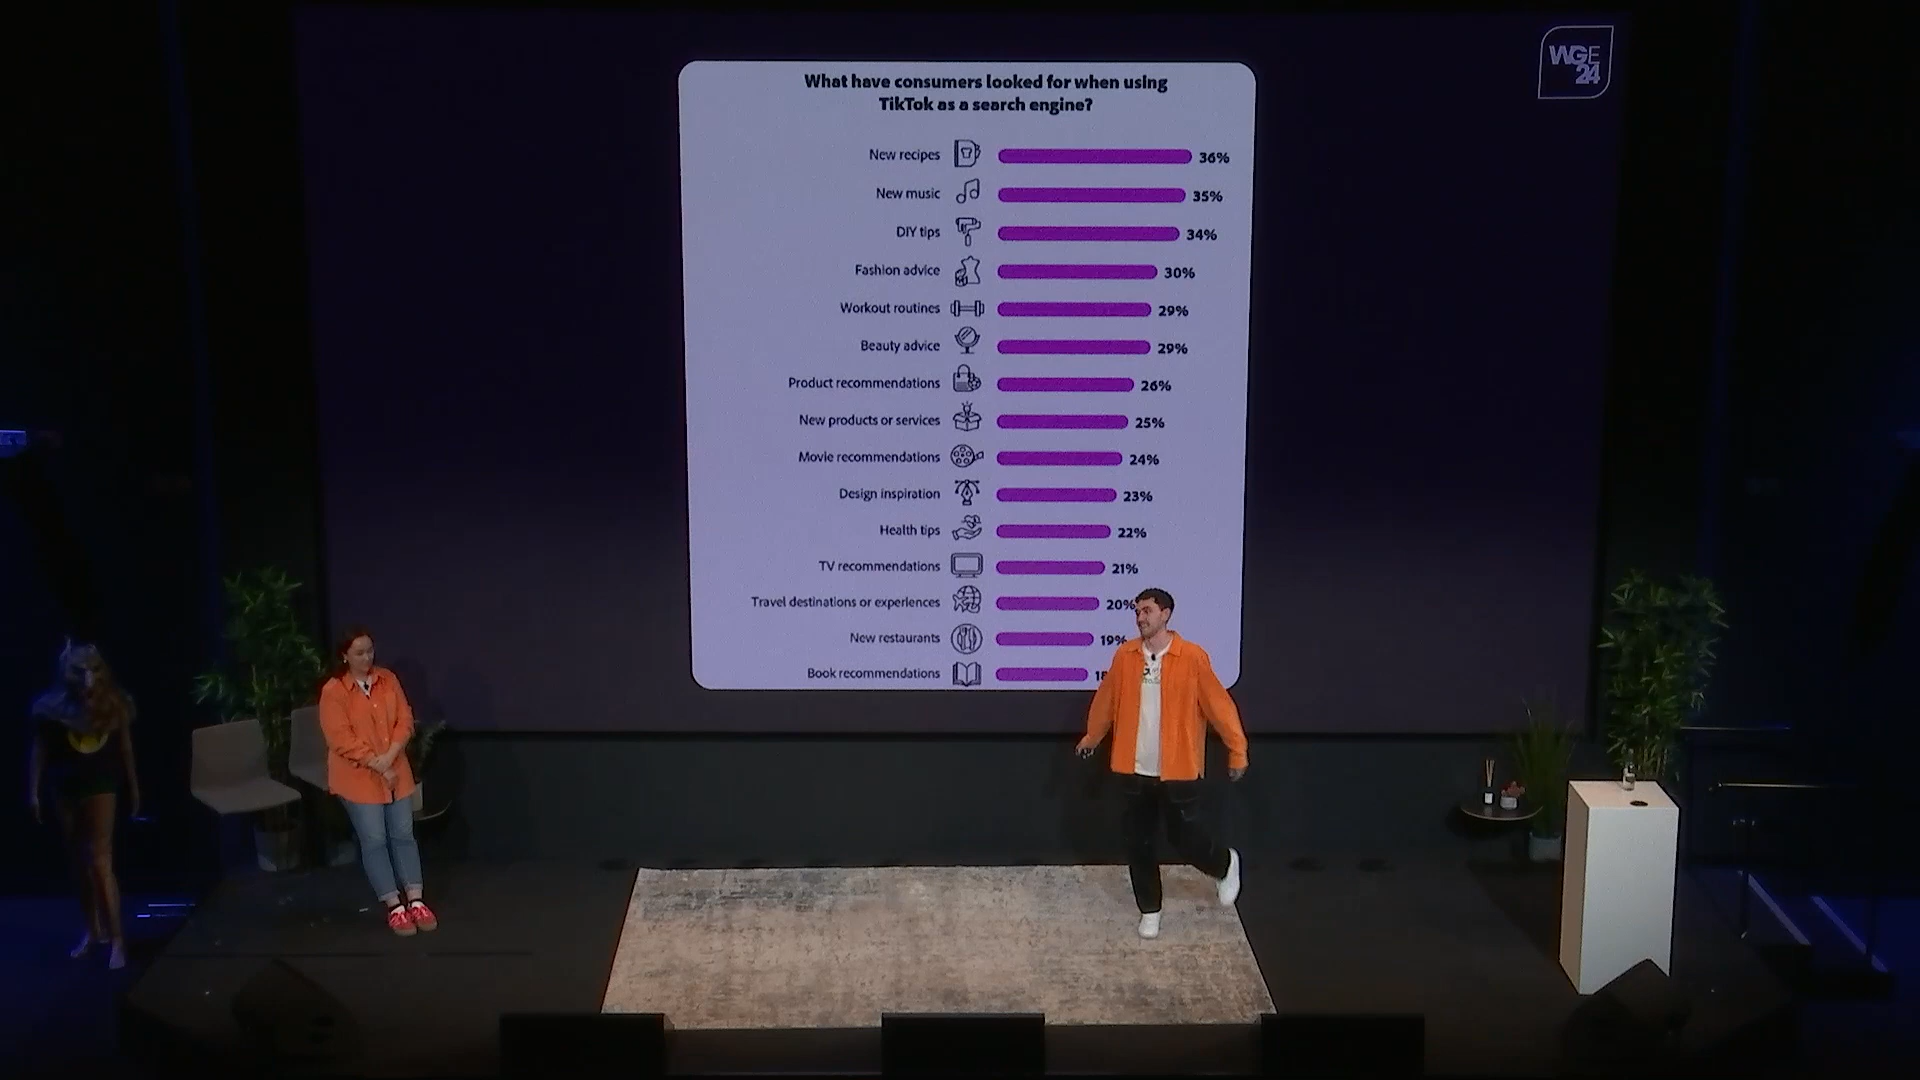 WGE
24
What have consumers looked for when using
TikTok as a search engine?
New recipes 36%
New music 35%
DIY tips 34%
Fashion advice 30%
Workout routines 29%
Beauty advice 29%
Product recommendations 26%
New products or services 25%
Movie recommendations 24%
Design inspiration 23%
Health tips 22%
TV recommendations 21%
Travel destinations or experiences 20%
New restaurants 19%
Book recommendations